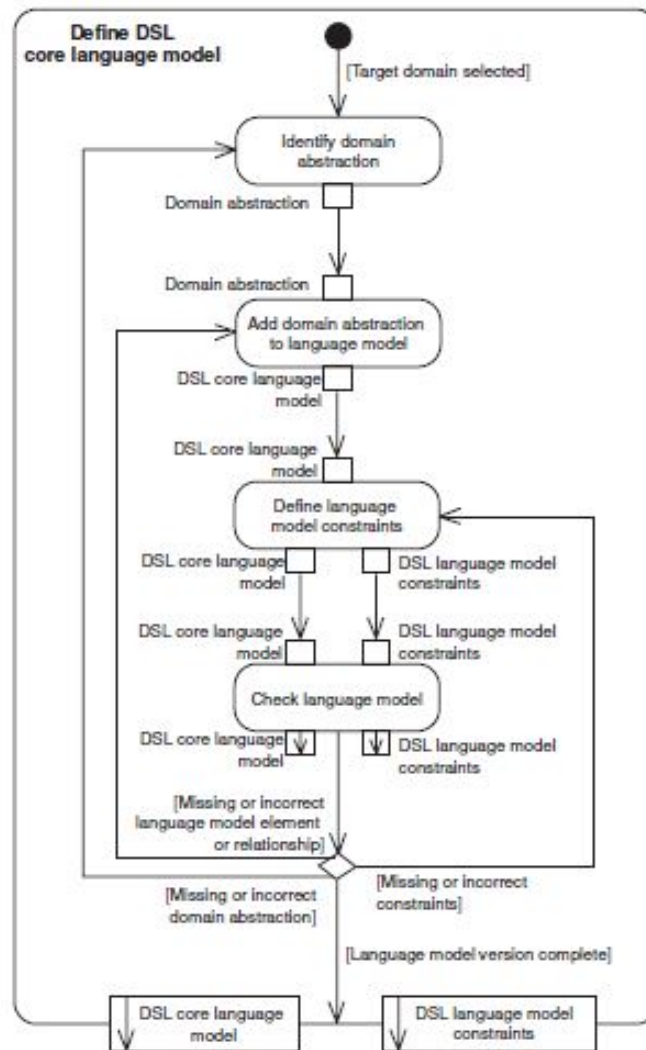 Define DSL
core language model
[Target domain selected]
Identify domain
abstraction
Domain abstraction
Domain abstraction
Add domain abstraction
to language model
DSL core language
model
DSL core language
model
Define language
model constraints
DSL core language
model
DSL language model
constraints
DSL core language
model
DSL language model
constraints
Check language model
DSL core language
model
DSL language model
constraints
[Missing or incorrect
language model element
or relationship]
[Missing or incorrect
domain abstraction]
[Missing or incorrect
constraints]
[Language model version complete]
DSL core language
model
DSL language model
constraints